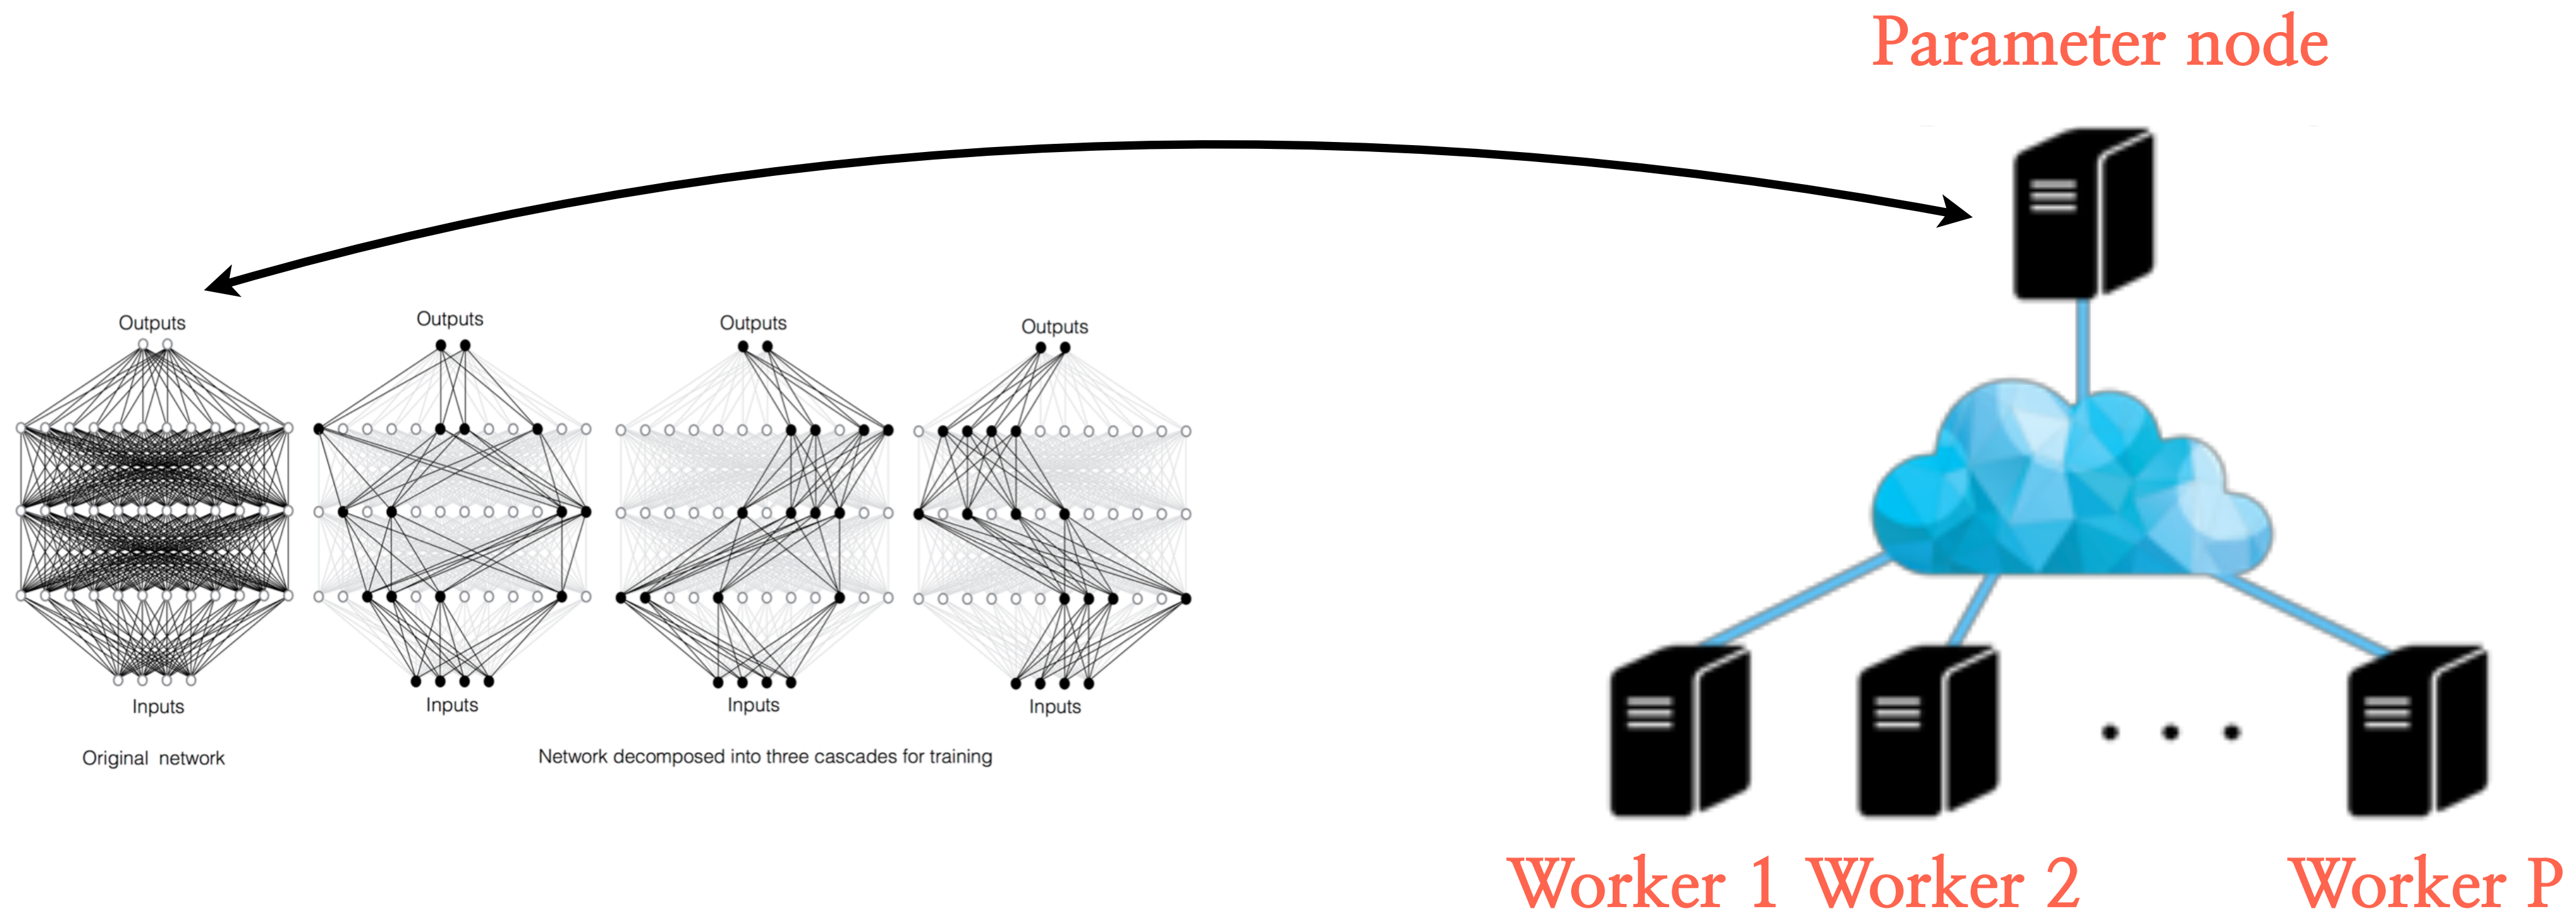 Parameter node
Outputs
Outputs
Outputs
Outputs
Inputs
Inputs
Inputs
Inputs
Original network
Network decomposed into three cascades for training
Worker 1
Worker 2
Worker P